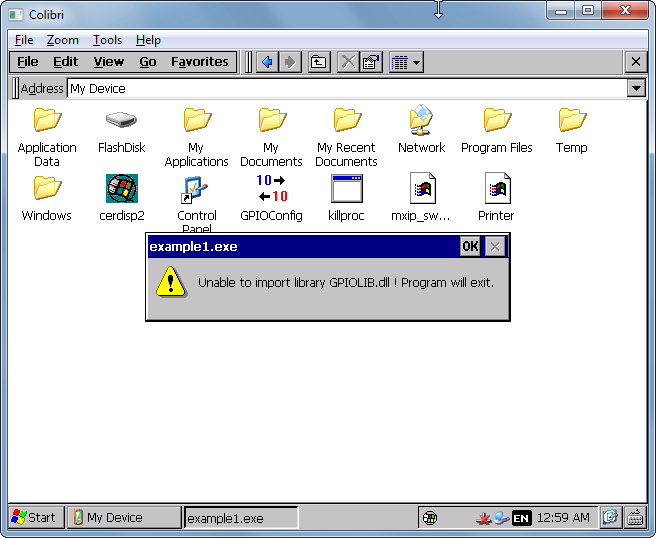 Colibri
File Zoom Tools Help
File Edit View Go Favorites
Address My Device
Application Data
FlashDisk
My Applications
My Documents
My Recent Documents
Network
Program Files
Temp
Windows
cerdisp2
Control Panel
10
10
GPIOConfig
killproc
mxip_sw...
Printer
example1.exe OK
Unable to import library GPIOLIB.dll ! Program will exit.
Start My Device example1.exe EN 12:59 AM